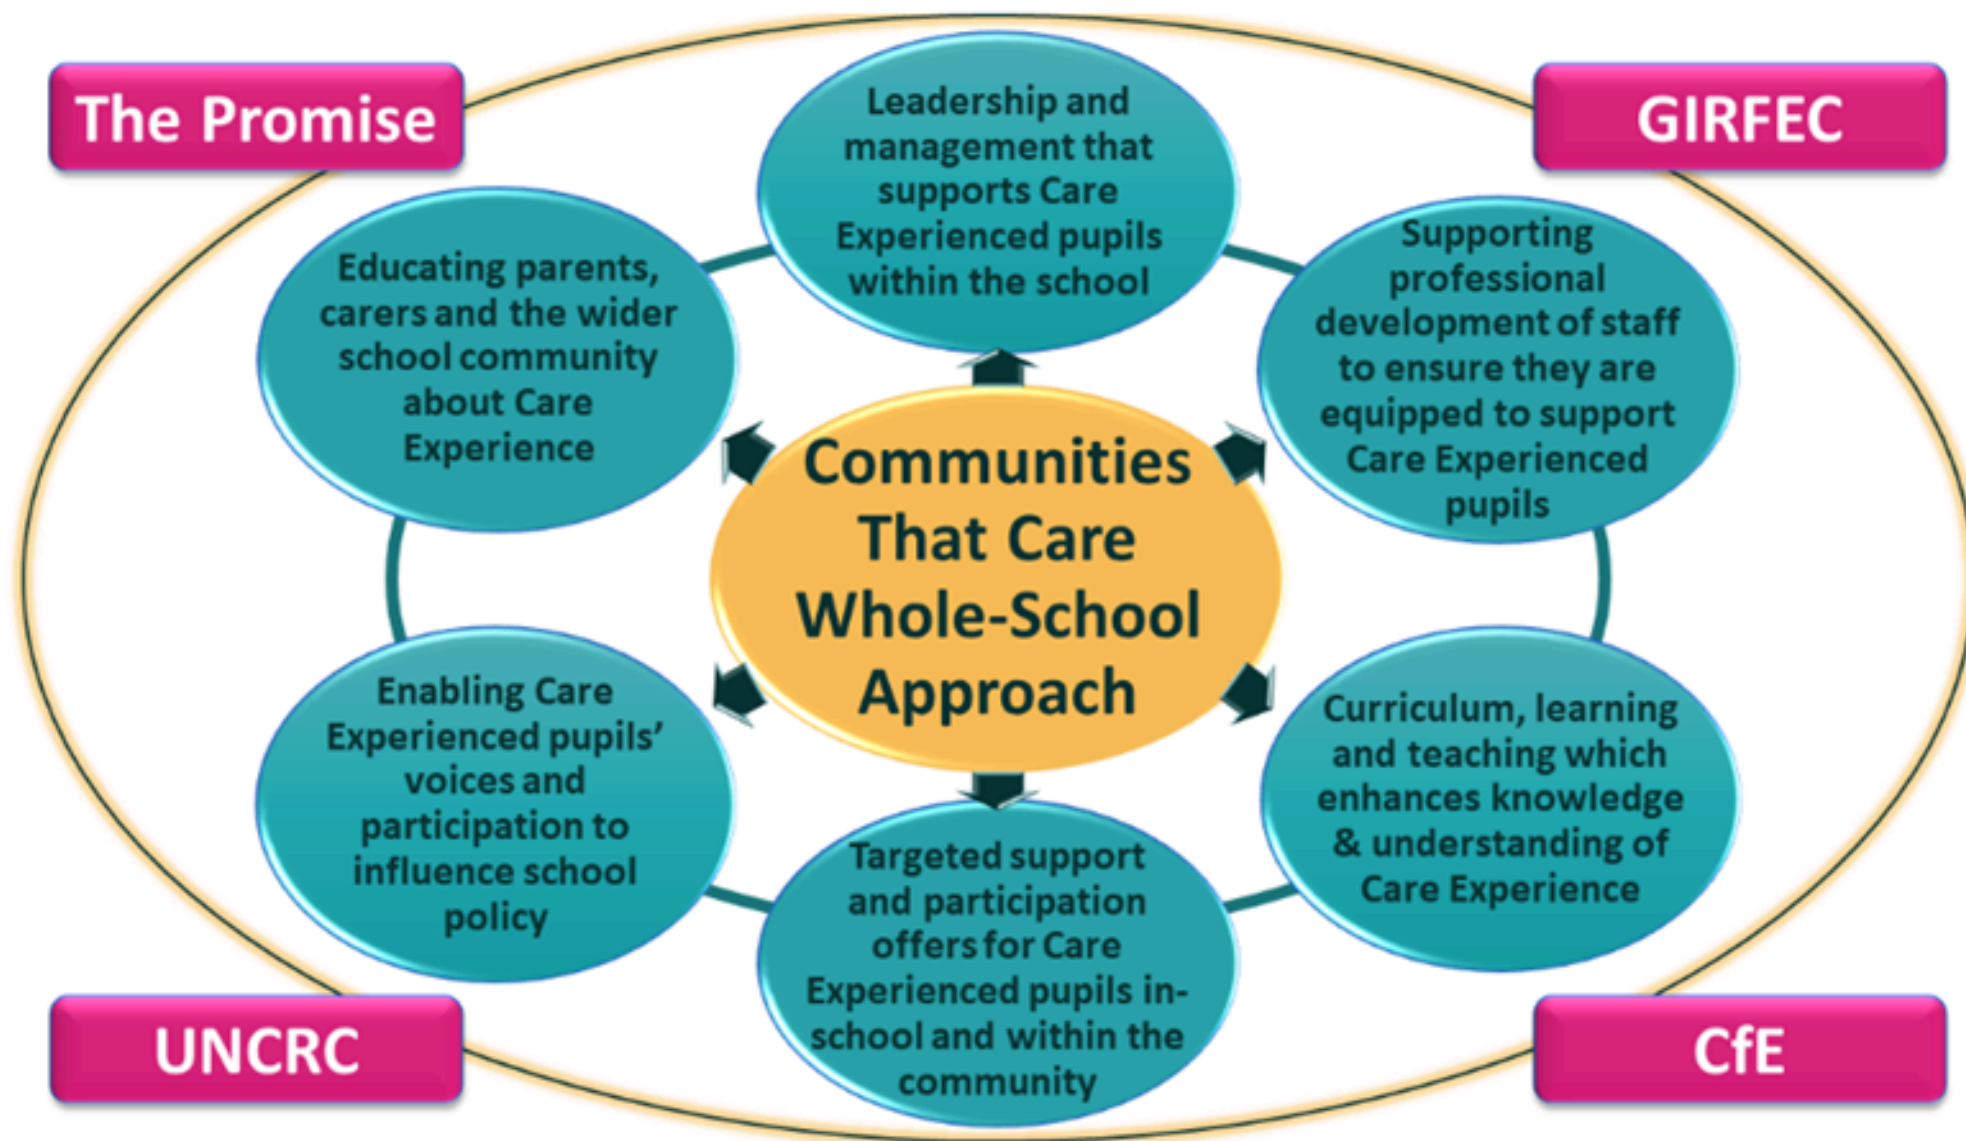 The Promise
GIRFEC
Leadership and
management that
supports Care
Experienced pupils
within the school
Supporting
professional
development of staff
to ensure they are
equipped to support
Care Experienced
pupils
Curriculum, learning
and teaching which
enhances knowledge
& understanding of
Care Experience
Targeted support
and participation
offers for Care
Experienced pupils in-
school and within the
community
Enabling Care
Experienced pupils’
voices and
participation to
influence school
policy
Educating parents,
carers and the wider
school community
about Care
Experience
Communities
That Care
Whole-School
Approach
UNCRC
CfE